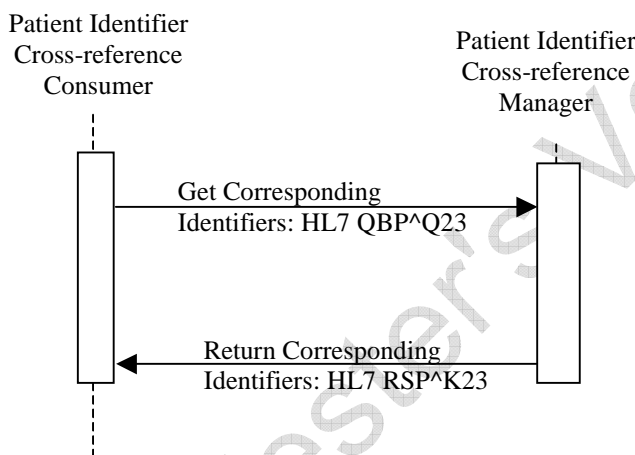 Patient Identifier
Cross-reference
Consumer
Patient Identifier
Cross-reference
Manager
Get Corresponding
Identifiers: HL7 QBP^Q23
Return Corresponding
Identifiers: HL7 RSP^K23